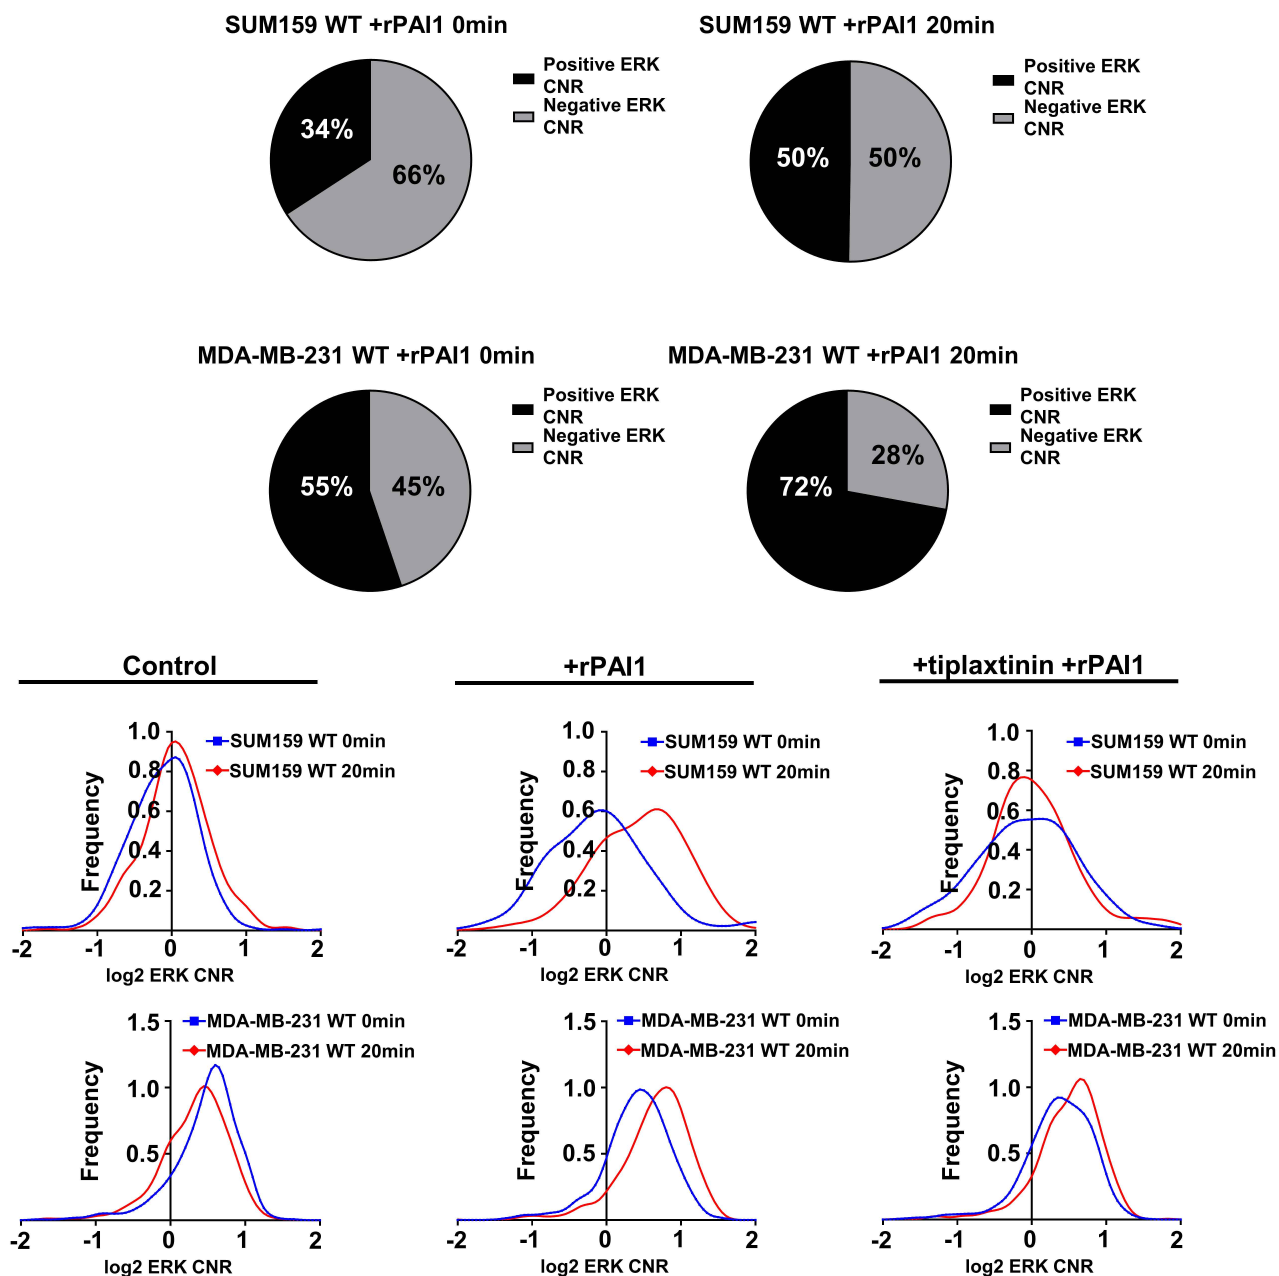 SUM159 WT +rPAI1 0min
Positive ERK
CNR
Negative ERK
CNR
34%
66%
SUM159 WT +rPAI1 20min
Positive ERK
CNR
Negative ERK
CNR
50%
50%
MDA-MB-231 WT +rPAI1 0min
Positive ERK
CNR
Negative ERK
CNR
55%
45%
MDA-MB-231 WT +rPAI1 20min
Positive ERK
CNR
Negative ERK
CNR
72%
28%
Control
+rPAI1
+tiplaxtinin +rPAI1
Frequency
1.0
0.8
0.6
0.4
0.2
SUM159 WT 0min
SUM159 WT 20min
-2 -1 0 1 2
log2 ERK CNR
Frequency
1.0
0.8
0.6
0.4
0.2
SUM159 WT 0min
SUM159 WT 20min
-2 -1 0 1 2
log2 ERK CNR
Frequency
1.0
0.8
0.6
0.4
0.2
SUM159 WT 0min
SUM159 WT 20min
-2 -1 0 1 2
log2 ERK CNR
Frequency
1.5
1.0
0.5
MDA-MB-231 WT 0min
MDA-MB-231 WT 20min
-2 -1 0 1 2
log2 ERK CNR
Frequency
1.5
1.0
0.5
MDA-MB-231 WT 0min
MDA-MB-231 WT 20min
-2 -1 0 1 2
log2 ERK CNR
Frequency
1.5
1.0
0.5
MDA-MB-231 WT 0min
MDA-MB-231 WT 20min
-2 -1 0 1 2
log2 ERK CNR